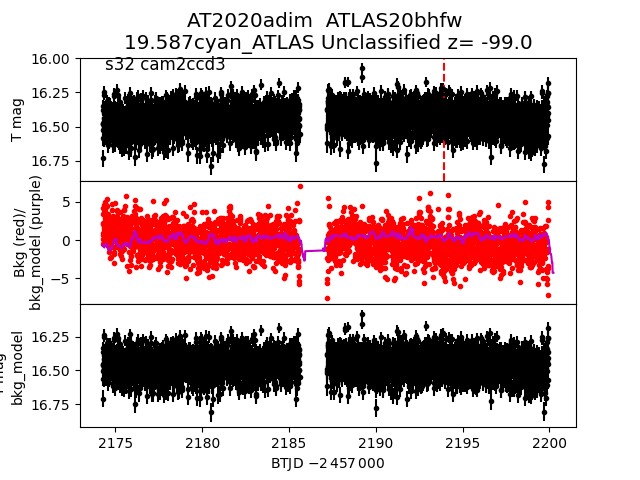 AT2020adim ATLAS20bhfw
19.587cyan_ATLAS Unclassified z= -99.0
s32 cam2ccd3
16.00
16.25
16.50
16.75
T mag
5
0
−5
Bkg (red)/
bkg_model (purple)
16.25
16.50
16.75
bkg_model
2175 2180 2185 2190 2195 2200
BTJD −2 457 000